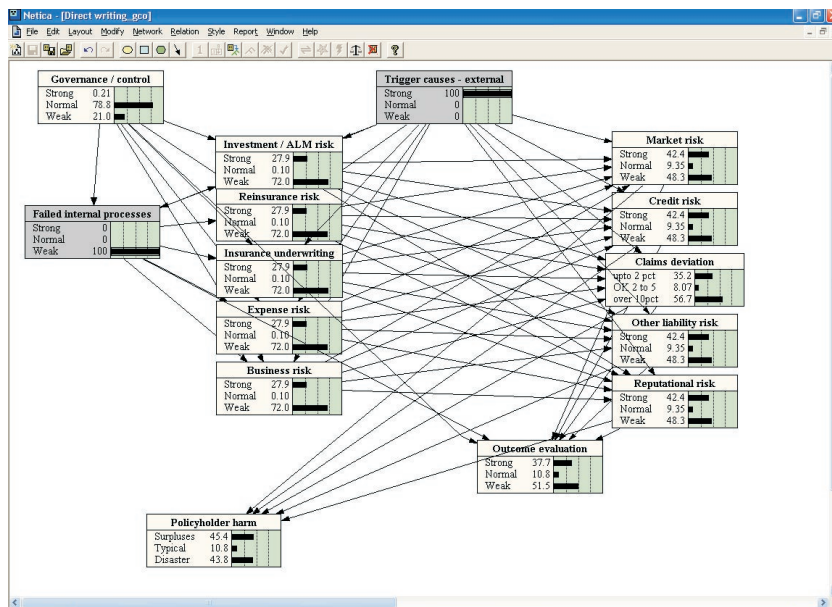 Netica - [Direct writing_gco]
File Edit Layout Modify Network Relation Style Report Window Help
Governance / control
Strong 0.21
Normal 78.8
Weak 21.0
Trigger causes - external
Strong 100
Normal 0
Weak 0
Investment / ALM risk
Strong 27.9
Normal 0.10
Weak 72.0
Market risk
Strong 42.4
Normal 9.35
Weak 48.3
Reinsurance risk
Strong 27.9
Normal 0.10
Weak 72.0
Credit risk
Strong 42.4
Normal 9.35
Weak 48.3
Failed internal processes
Strong 0
Normal 0
Weak 100
Insurance underwriting
Strong 27.9
Normal 0.10
Weak 72.0
Claims deviation
upto 2 pct 35.2
OK 2 to 5 8.07
over 10pct 56.7
Expense risk
Strong 27.9
Normal 0.10
Weak 72.0
Other liability risk
Strong 42.4
Normal 9.35
Weak 48.3
Business risk
Strong 27.9
Normal 0.10
Weak 72.0
Reputational risk
Strong 42.4
Normal 9.35
Weak 48.3
Outcome evaluation
Strong 37.7
Normal 10.8
Weak 51.5
Policyholder harm
Surpluses 45.4
Typical 10.8
Disaster 43.8